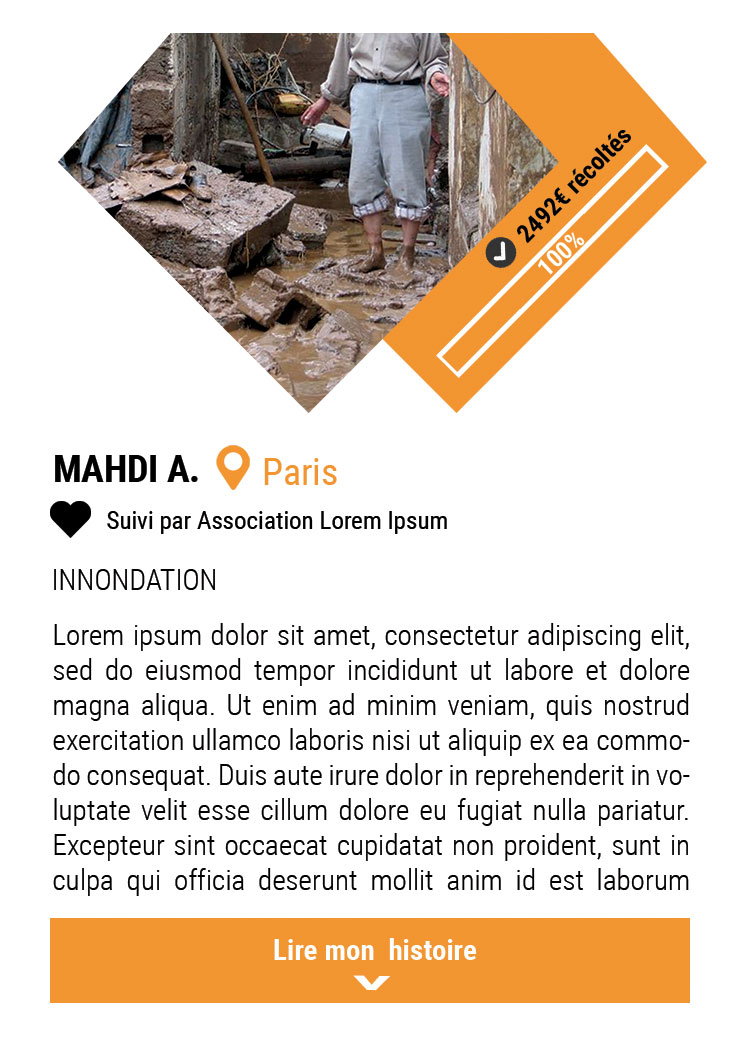 2492€ récoltés
100%
MAHDI A.
Paris
Suivi par Association Lorem Ipsum
INNONDATION
Lorem ipsum dolor sit amet, consectetur adipiscing elit,
sed do eiusmod tempor incididunt ut labore et dolore
magna aliqua. Ut enim ad minim veniam, quis nostrud
exercitation ullamco laboris nisi ut aliquip ex ea commo-
do consequat. Duis aute irure dolor in reprehenderit in vo-
luptate velit esse cillum dolore eu fugiat nulla pariatur.
Excepteur sint occaecat cupidatat non proident, sunt in
culpa qui officia deserunt mollit anim id est laborum
Lire mon  histoire